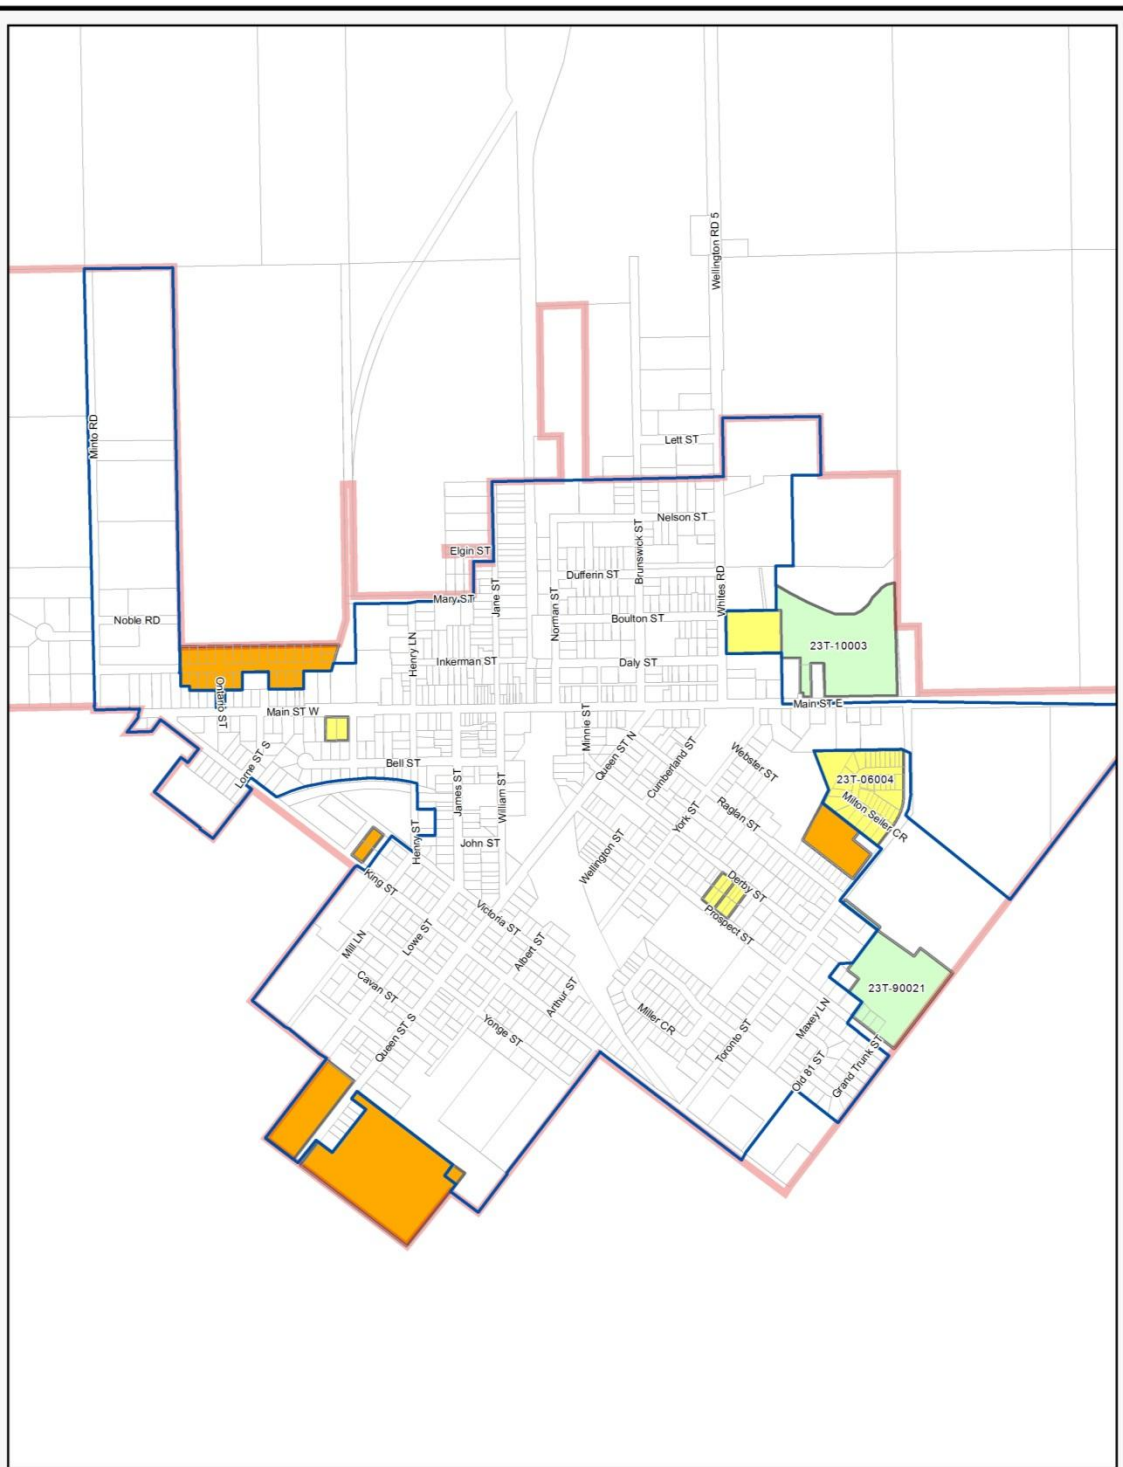 Wellington RD 5
Minto RD
Lett ST
Nelson ST
Brunswick ST
Elgin ST
Dufferin ST
Whites RD
Jane ST
Mary ST
Norman ST
Noble RD
Boulton ST
Henry LN
23T-10003
Inkerman ST
Daly ST
Ontario ST
Main ST E
Main ST W
Minnie ST
Queen ST N
Lorne ST S
Cumberland ST
Webster ST
Bell ST
23T-06004
James ST
William ST
York ST
Raglan ST
Milton Seiler CR
Henry ST
John ST
Wellington ST
King ST
Derby ST
Prospect ST
Victoria ST
Mill LN
Lowe ST
Albert ST
Cavan ST
Arthur ST
23T-90021
Miller CR
Maxey LN
Queen ST S
Yonge ST
Toronto ST
Old 81 ST
Grand Trunk ST